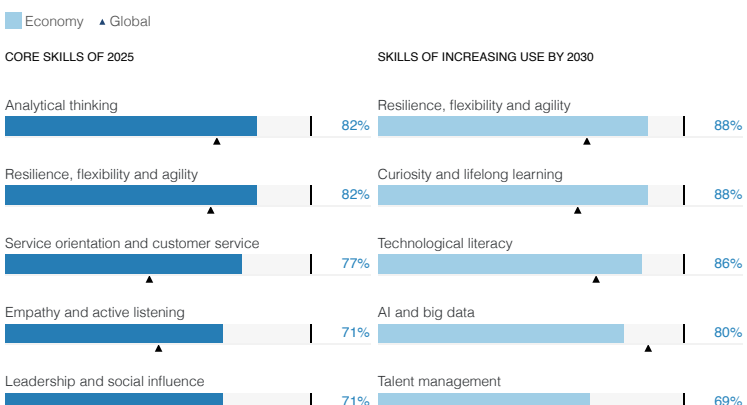 Economy ▲ Global
CORE SKILLS OF 2025
Analytical thinking
82%
Resilience, flexibility and agility
82%
Service orientation and customer service
77%
Empathy and active listening
71%
Leadership and social influence
71%
SKILLS OF INCREASING USE BY 2030
Resilience, flexibility and agility
88%
Curiosity and lifelong learning
88%
Technological literacy
86%
AI and big data
80%
Talent management
69%